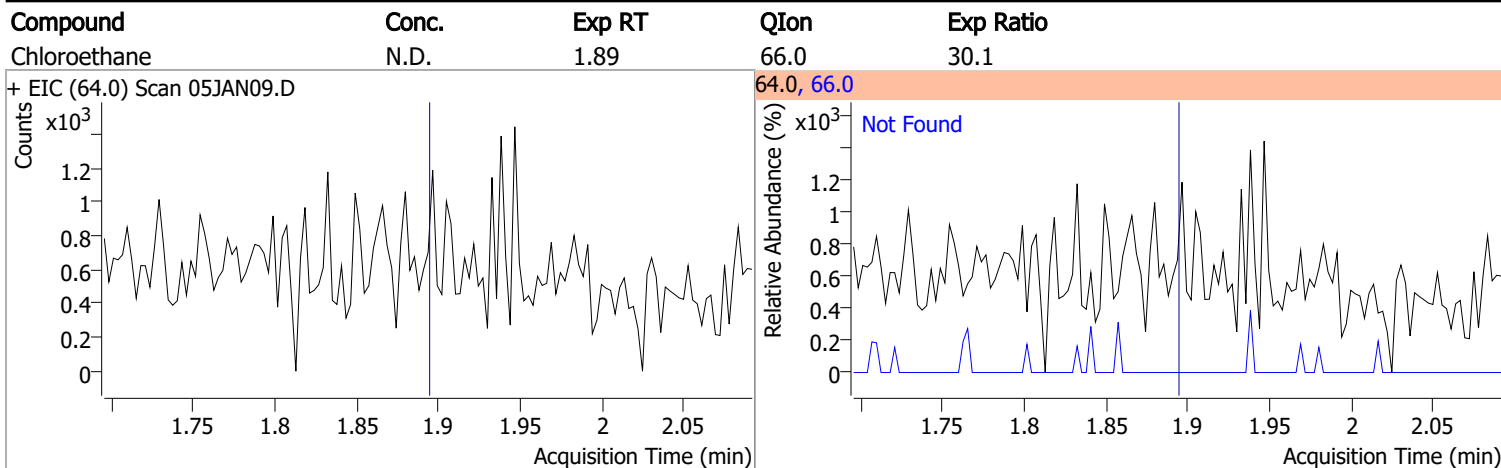 Compound Conc. Exp RT QIon Exp Ratio
Chloroethane N.D. 1.89 66.0 30.1
+ EIC (64.0) Scan 05JAN09.D
Counts
x10³
1.2
1
0.8
0.6
0.4
0.2
0
1.75 1.8 1.85 1.9 1.95 2 2.05
Acquisition Time (min)
64.0, 66.0
Relative Abundance (%)
x10³
Not Found
1.2
1
0.8
0.6
0.4
0.2
0
1.75 1.8 1.85 1.9 1.95 2 2.05
Acquisition Time (min)